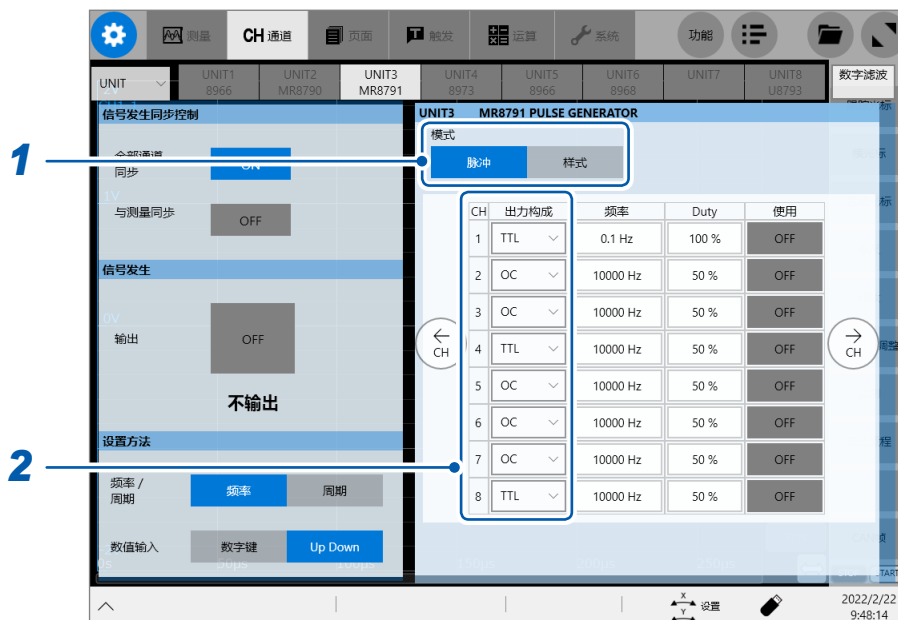 测量
CH 通道
页面
触发
运算
系统
功能
UNIT
UNIT1
8966
UNIT2
MR8790
UNIT3
MR8791
UNIT4
8973
UNIT5
8966
UNIT6
8968
UNIT7
UNIT8
U8793
数字滤波
信号发生同步控制
全部通道
同步
ON
与测量同步
OFF
信号发生
输出
OFF
不输出
设置方法
频率 /
周期
频率
周期
数值输入
数字键
Up Down
1
2
UNIT3 MR8791 PULSE GENERATOR
模式
脉冲
样式
CH 出力构成 频率 Duty 使用
1 TTL 0.1 Hz 100 % OFF
2 OC 10000 Hz 50 % OFF
3 OC 10000 Hz 50 % OFF
4 TTL 10000 Hz 50 % OFF
5 OC 10000 Hz 50 % OFF
6 OC 10000 Hz 50 % OFF
7 OC 10000 Hz 50 % OFF
8 TTL 10000 Hz 50 % OFF
← CH
→ CH
1V
0V
0s 50μs 100μs 150μs 200μs 250μs
X
Y
设置
2022/2/22
9:48:14